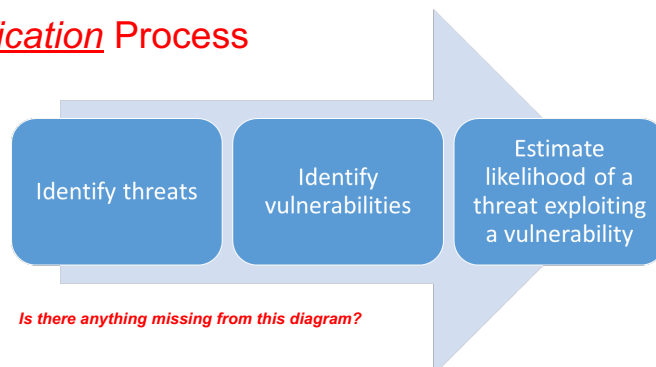 ication Process
Identify threats
Identify
vulnerabilities
Estimate
likelihood of a
threat exploiting
a vulnerability
Is there anything missing from this diagram?